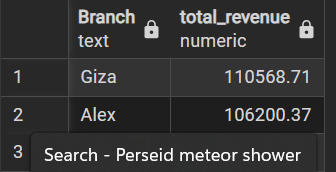 Branch total_revenue
text numeric
1 Giza 110568.71
2 Alex 106200.37
3 Search - Perseid meteor shower